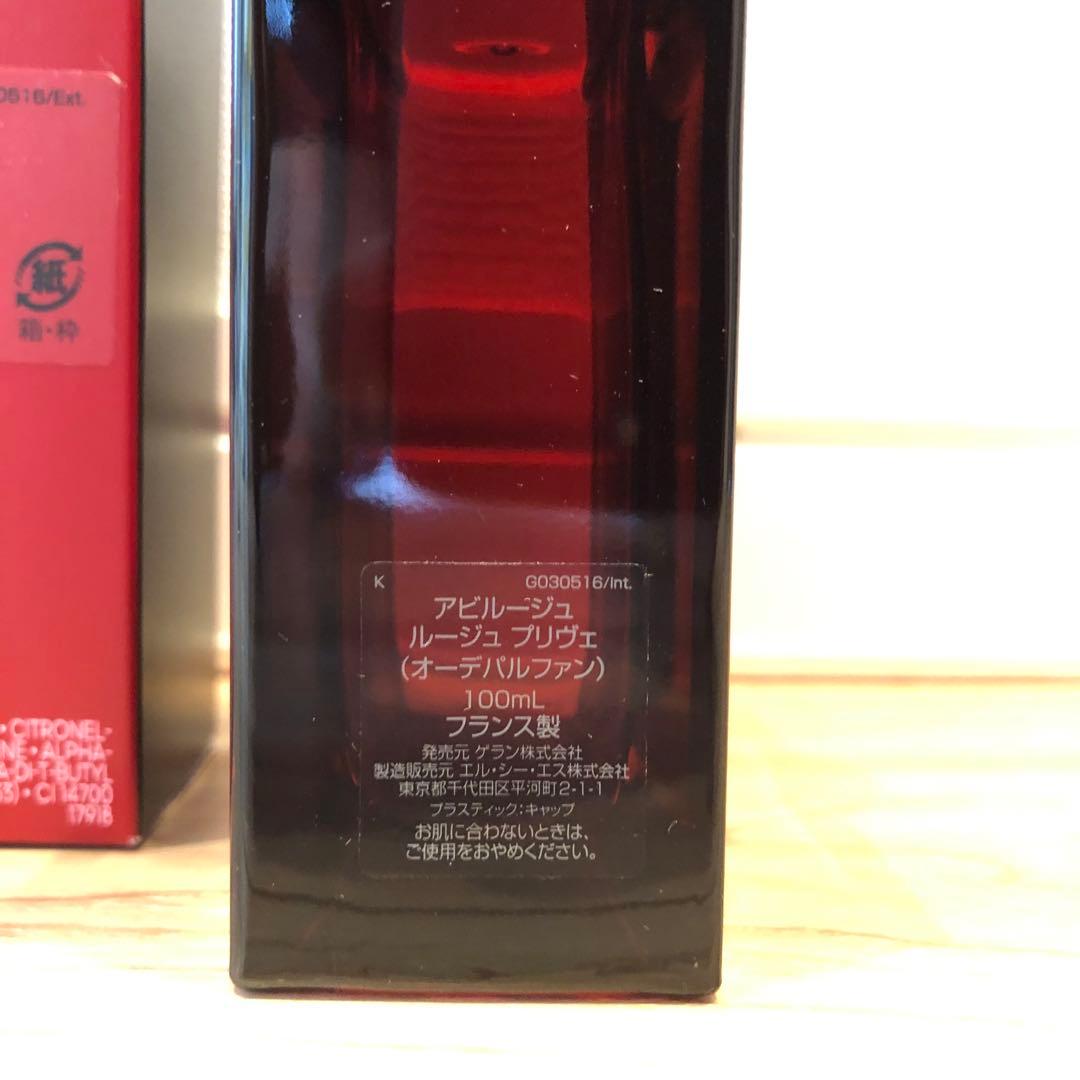 0516/Ext.
紙
箱・枠
・CITRONEL-
NE・ALPHA-
A-DI-T-BUTYL
3)・CI 14700
17918
K G030516/Int.
アビルージュ
ルージュ プリヴェ
(オーデパルファン)
100mL
フランス製
発売元 ゲラン株式会社
製造販売元 エル・シー・エス株式会社
東京都千代田区平河町2-1-1
プラスティック:キャップ
お肌に合わないときは、
ご使用をおやめください。